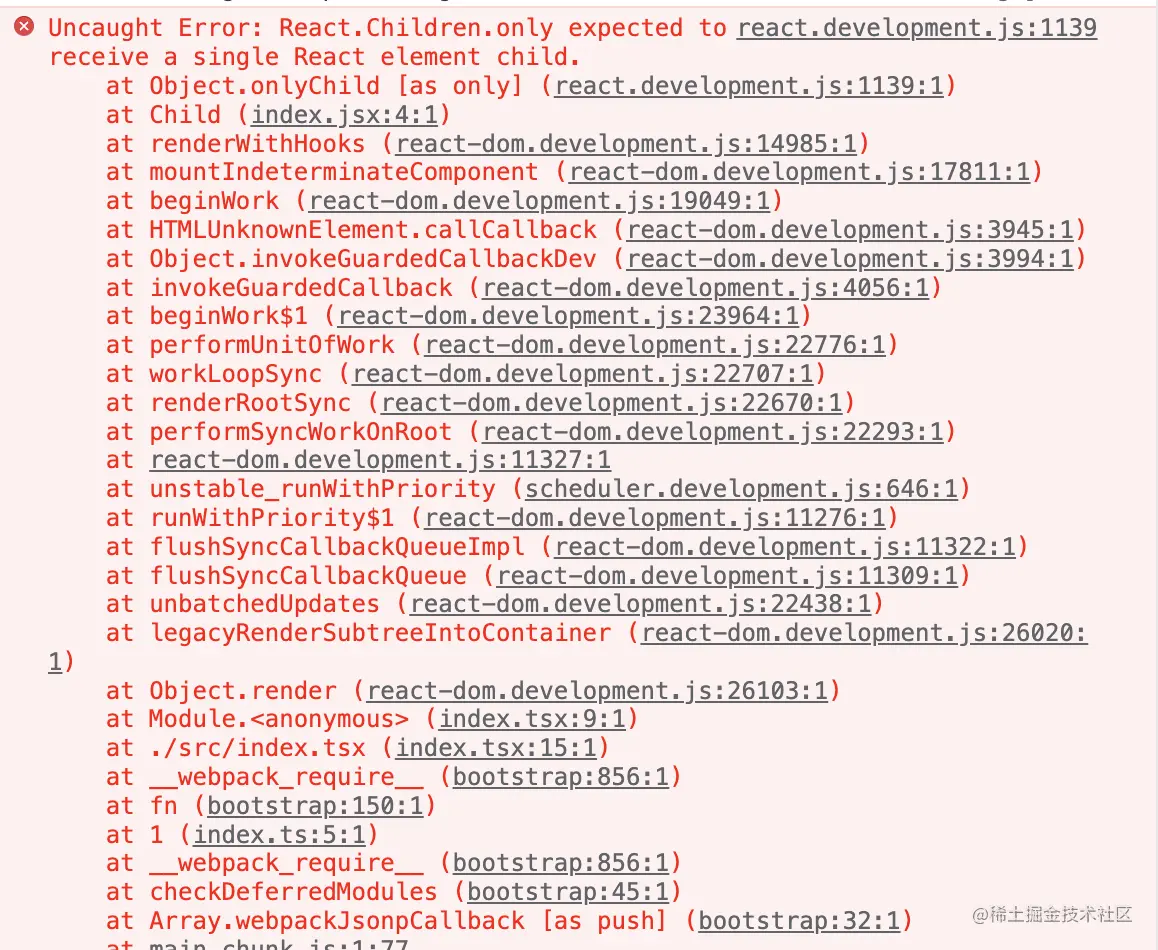 Uncaught Error: React.Children.only expected to react.development.js:1139
receive a single React element child.
at Object.onlyChild [as only] (react.development.js:1139:1)
at Child (index.jsx:4:1)
at renderWithHooks (react-dom.development.js:14985:1)
at mountIndeterminateComponent (react-dom.development.js:17811:1)
at beginWork (react-dom.development.js:19049:1)
at HTMLUnknownElement.callCallback (react-dom.development.js:3945:1)
at Object.invokeGuardedCallbackDev (react-dom.development.js:3994:1)
at invokeGuardedCallback (react-dom.development.js:4056:1)
at beginWork$1 (react-dom.development.js:23964:1)
at performUnitOfWork (react-dom.development.js:22776:1)
at workLoopSync (react-dom.development.js:22707:1)
at renderRootSync (react-dom.development.js:22670:1)
at performSyncWorkOnRoot (react-dom.development.js:22293:1)
at react-dom.development.js:11327:1
at unstable_runWithPriority (scheduler.development.js:646:1)
at runWithPriority$1 (react-dom.development.js:11276:1)
at flushSyncCallbackQueueImpl (react-dom.development.js:11322:1)
at flushSyncCallbackQueue (react-dom.development.js:11309:1)
at unbatchedUpdates (react-dom.development.js:22438:1)
at legacyRenderSubtreeIntoContainer (react-dom.development.js:26020:
1)
at Object.render (react-dom.development.js:26103:1)
at Module.<anonymous> (index.tsx:9:1)
at ./src/index.tsx (index.tsx:15:1)
at __webpack_require__ (bootstrap:856:1)
at fn (bootstrap:150:1)
at 1 (index.ts:5:1)
at __webpack_require__ (bootstrap:856:1)
at checkDeferredModules (bootstrap:45:1)
at Array.webpackJsonpCallback [as push] (bootstrap:32:1)
at main.chunk.js:1:77
@稀土掘金技术社区